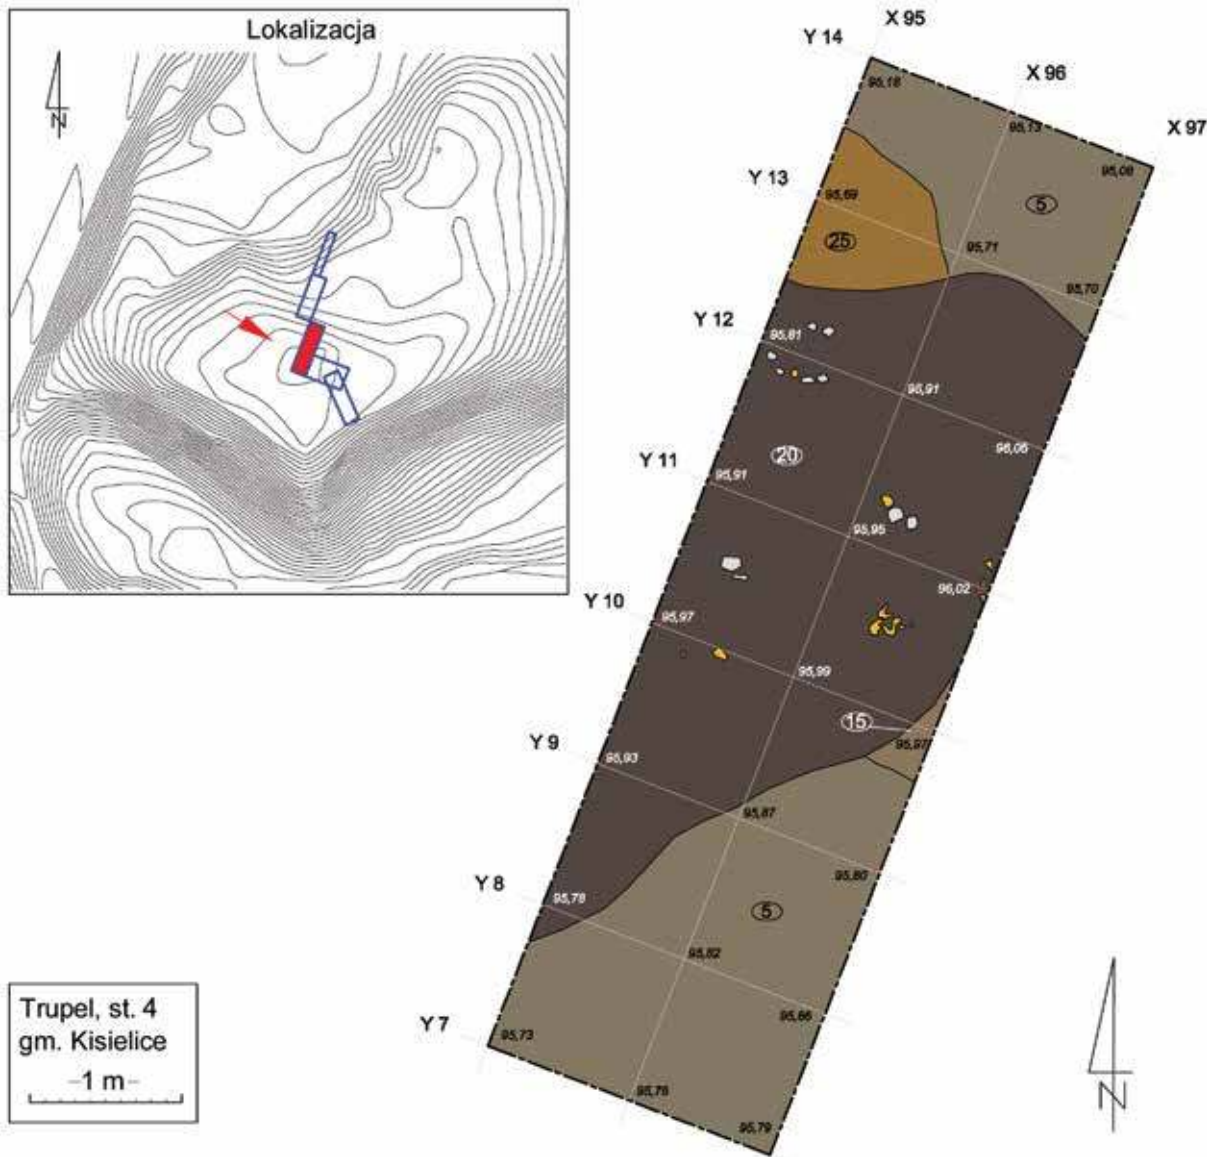 Lokalizacja
N
X 95
Y 14
X 96
X 97
95,18
95,13
95,08
Y 13
5
95,69
25
95,71
95,70
Y 12
95,81
95,91
96,05
Y 11
20
95,91
95,95
96,02
Y 10
95,97
95,99
15
95,97
Y 9
95,93
95,87
95,80
Y 8
95,78
5
95,82
95,86
Y 7
95,73
95,78
95,79
Trupel, st. 4
gm. Kisielice
1 m
N